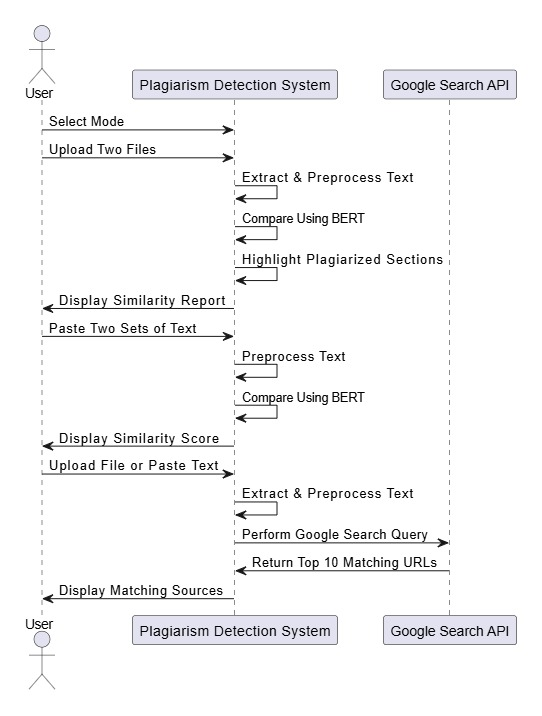 User
Plagiarism Detection System
Google Search API
Select Mode
Upload Two Files
Extract & Preprocess Text
Compare Using BERT
Highlight Plagiarized Sections
Display Similarity Report
Paste Two Sets of Text
Preprocess Text
Compare Using BERT
Display Similarity Score
Upload File or Paste Text
Extract & Preprocess Text
Perform Google Search Query
Return Top 10 Matching URLs
Display Matching Sources
User
Plagiarism Detection System
Google Search API